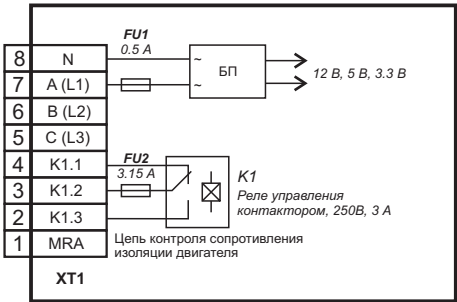 FU1
0.5 А
8 N
7 A (L1)
6 B (L2)
5 C (L3)
4 K1.1
3 K1.2
2 K1.3
1 MRA
XT1
~
~
БП
12 В, 5 В, 3.3 В
FU2
3.15 А
K1
Реле управления
контактором, 250В, 3 А
Цепь контроля сопротивления
изоляции двигателя